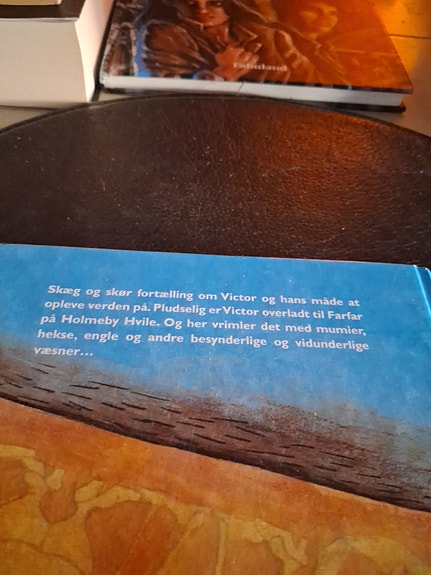 Fabuland
Skæg og skør fortælling om Victor og hans måde at
opleve verden på. Pludselig er Victor overladt til Farfar
på Holmeby Hvile. Og her vrimler det med mumier,
hekse, engle og andre besynderlige og vidunderlige
væsner...